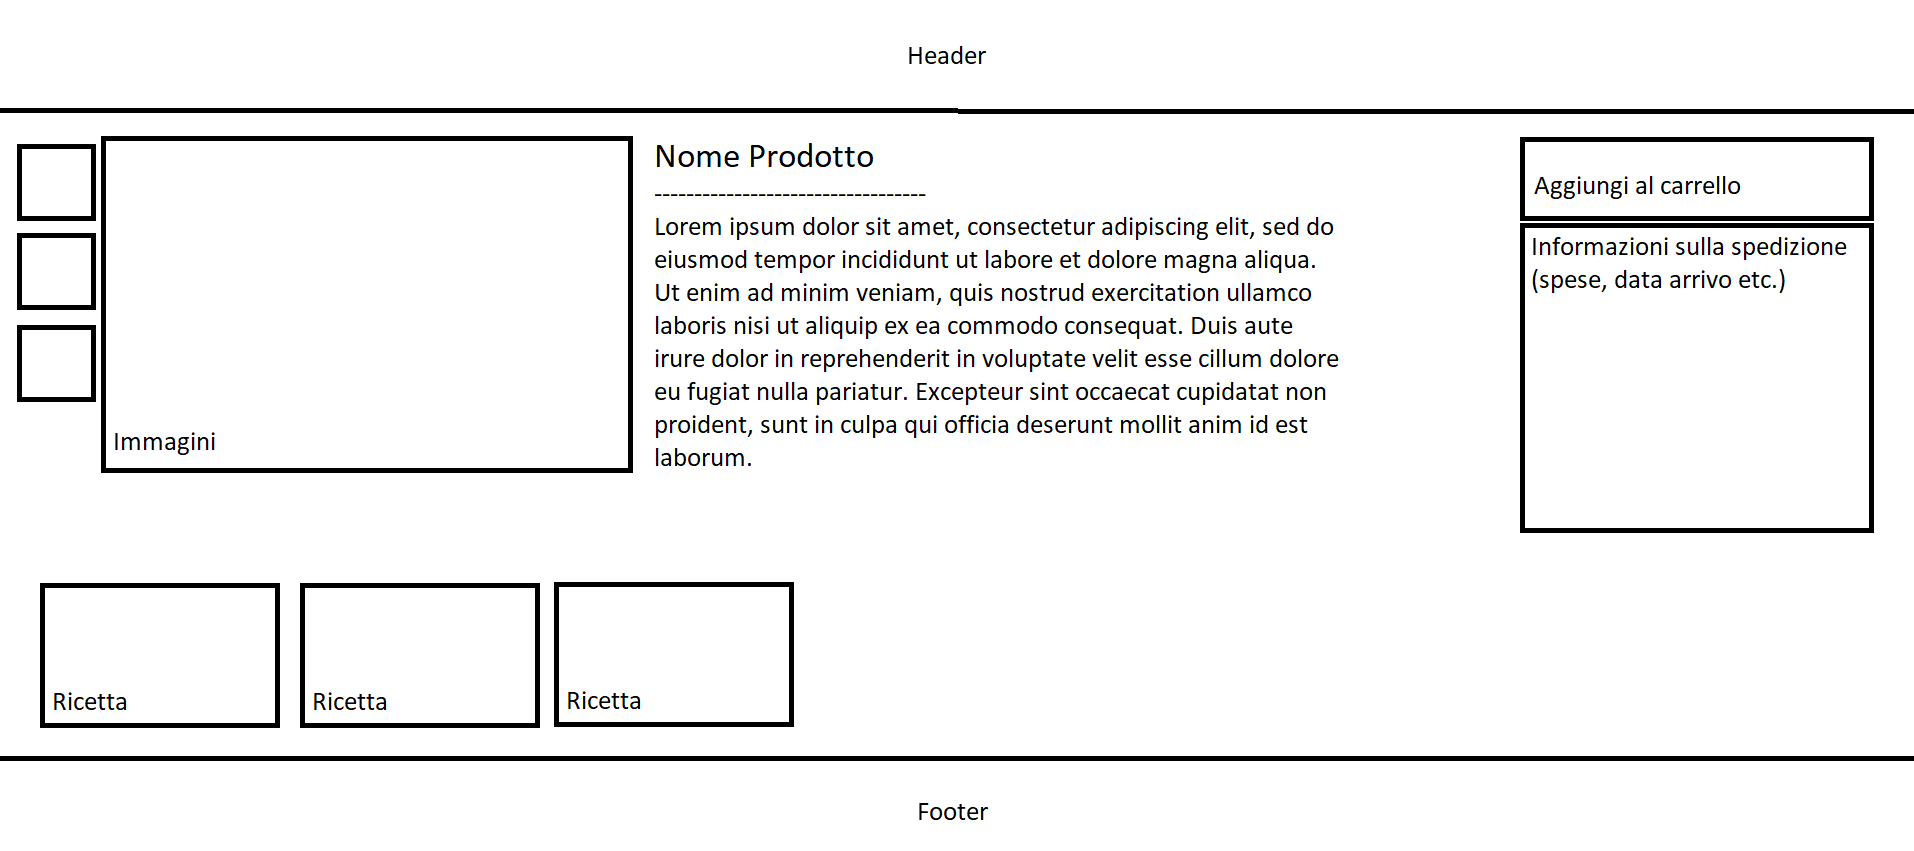 Header
Nome Prodotto
----------------------------------
Lorem ipsum dolor sit amet, consectetur adipiscing elit, sed do
eiusmod tempor incididunt ut labore et dolore magna aliqua.
Ut enim ad minim veniam, quis nostrud exercitation ullamco
laboris nisi ut aliquip ex ea commodo consequat. Duis aute
irure dolor in reprehenderit in voluptate velit esse cillum dolore
eu fugiat nulla pariatur. Excepteur sint occaecat cupidatat non
proident, sunt in culpa qui officia deserunt mollit anim id est
laborum.
Immagini
Aggiungi al carrello
Informazioni sulla spedizione
(spese, data arrivo etc.)
Ricetta
Ricetta
Ricetta
Footer